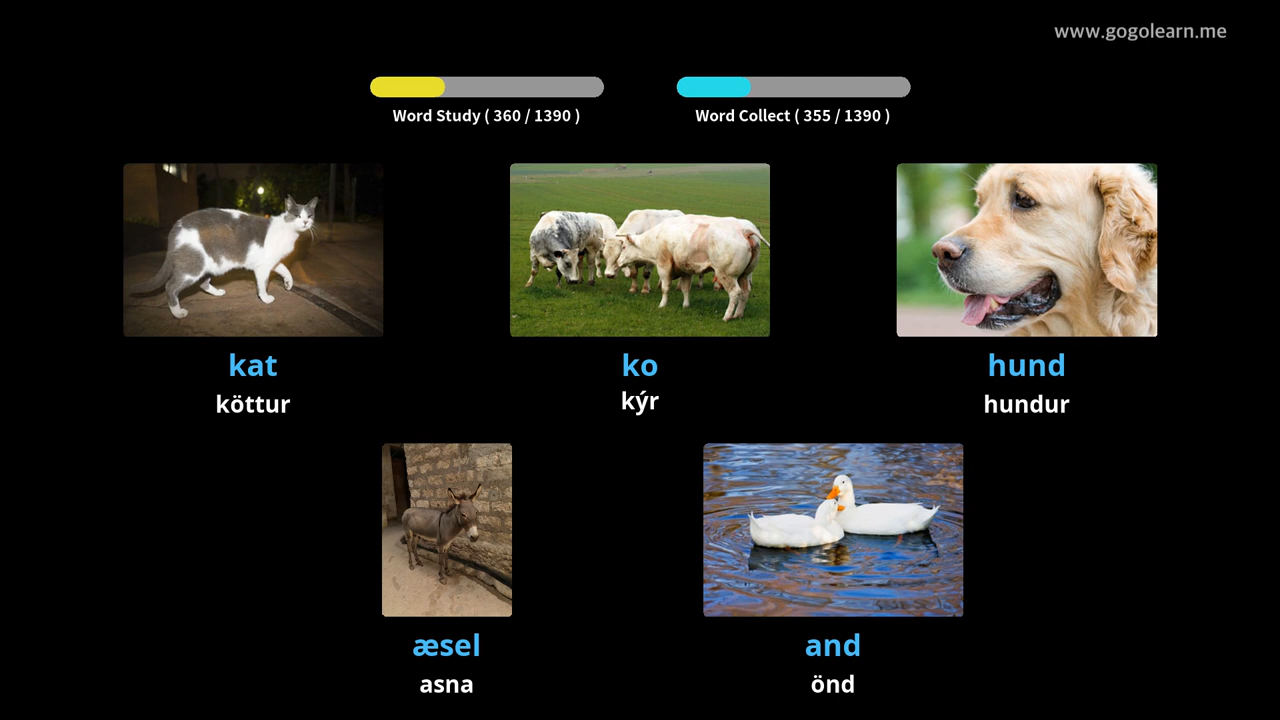 www.gogolearn.me
Word Study ( 360 / 1390 )
Word Collect ( 355 / 1390 )
kat
köttur
ko
kýr
hund
hundur
æsel
asna
and
önd